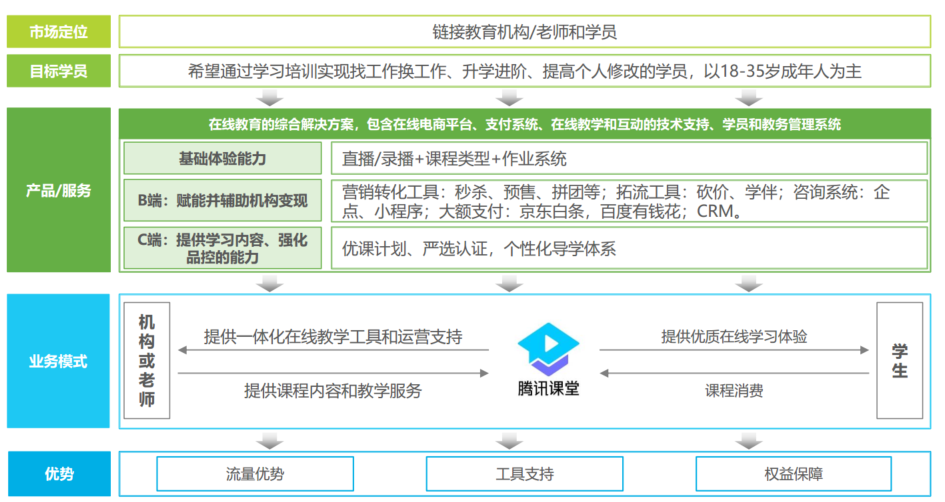 市场定位
链接教育机构/老师和学员
目标学员
希望通过学习培训实现找工作换工作、升学进阶、提高个人修改的学员，以18-35岁成年人为主
产品/服务
在线教育的综合解决方案，包含在线电商平台、支付系统、在线教学和互动的技术支持、学员和教务管理系统
基础体验能力
直播/录播+课程类型+作业系统
B端：赋能并辅助机构变现
营销转化工具：秒杀、预售、拼团等；拓流工具：砍价、学伴；咨询系统：企
点、小程序；大额支付：京东白条，百度有钱花；CRM。
C端：提供学习内容、强化
品控的能力
优课计划、严选认证，个性化导学体系
业务模式
机构或老师
提供一体化在线教学工具和运营支持
提供课程内容和教学服务
腾讯课堂
提供优质在线学习体验
课程消费
学生
优势
流量优势
工具支持
权益保障